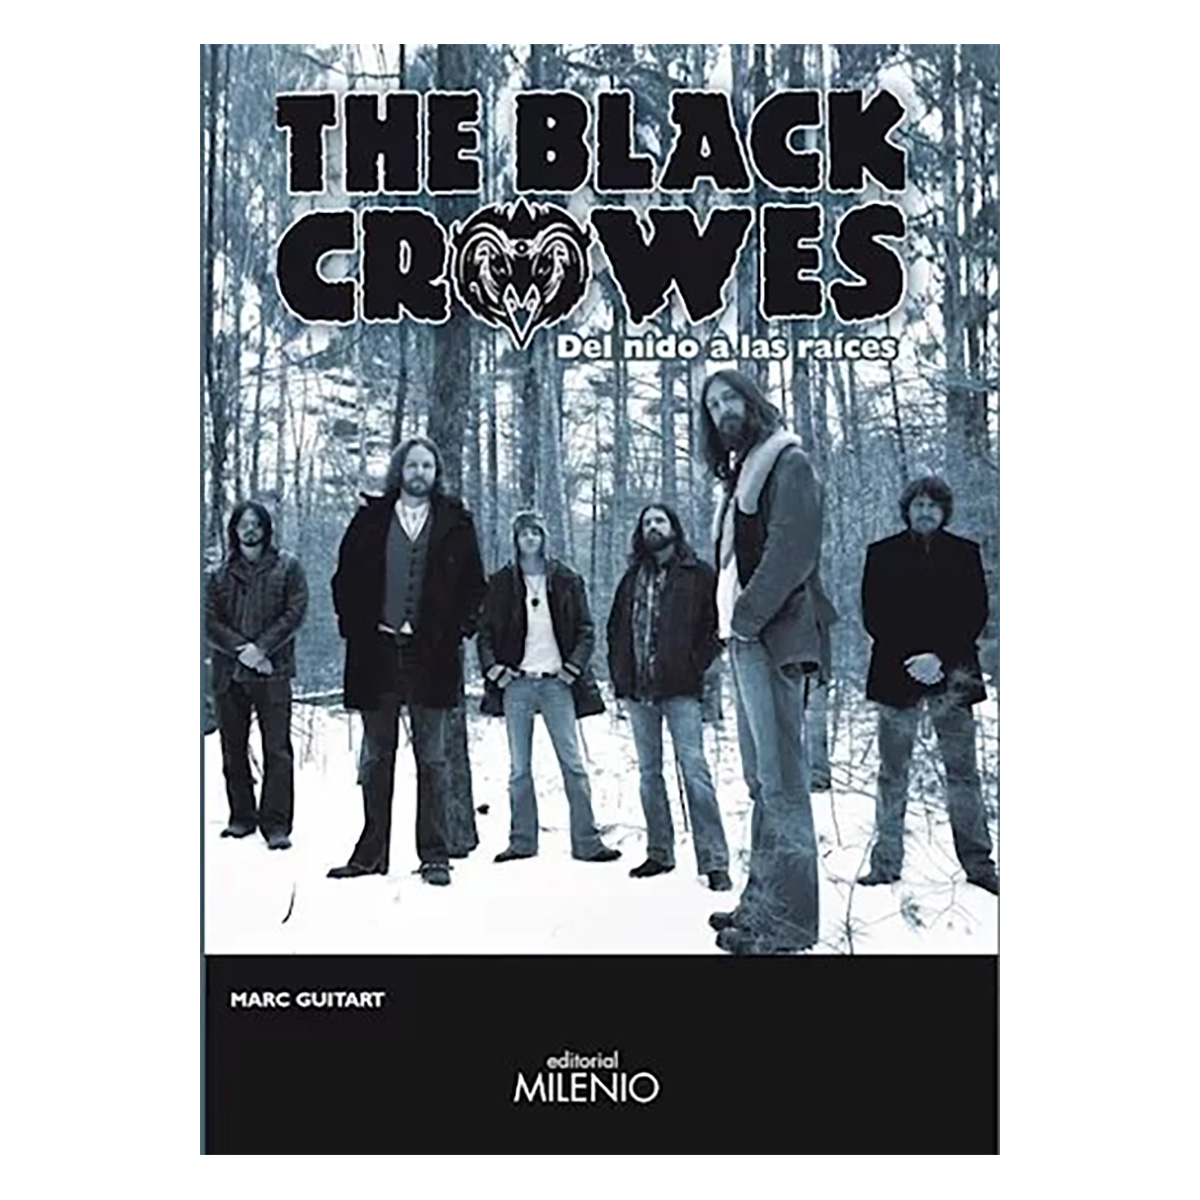 THE BLACK
CROWES
Del nido a las raíces
MARC GUITART
editorial
MILENIO